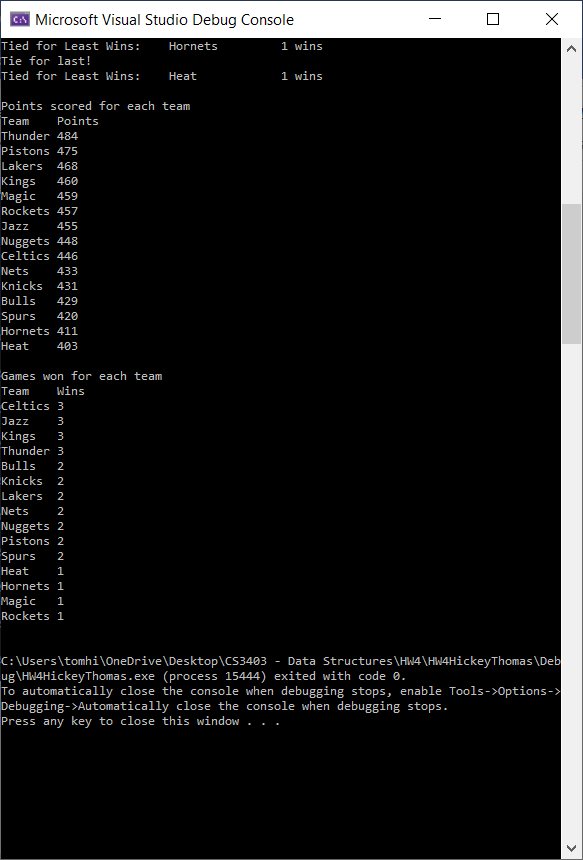 Microsoft Visual Studio Debug Console
Tied for Least Wins:    Hornets         1 wins
Tie for last!
Tied for Least Wins:    Heat            1 wins
Points scored for each team
Team    Points
Thunder 484
Pistons 475
Lakers  468
Kings   460
Magic   459
Rockets 457
Jazz    455
Nuggets 448
Celtics 446
Nets    433
Knicks  431
Bulls   429
Spurs   420
Hornets 411
Heat    403
Games won for each team
Team    Wins
Celtics 3
Jazz    3
Kings   3
Thunder 3
Bulls   2
Knicks  2
Lakers  2
Nets    2
Nuggets 2
Pistons 2
Spurs   2
Heat    1
Hornets 1
Magic   1
Rockets 1
C:\Users\tomhi\OneDrive\Desktop\CS3403 - Data Structures\HW4\HW4HickeyThomas\Deb
ug\HW4HickeyThomas.exe (process 15444) exited with code 0.
To automatically close the console when debugging stops, enable Tools->Options->
Debugging->Automatically close the console when debugging stops.
Press any key to close this window . . .